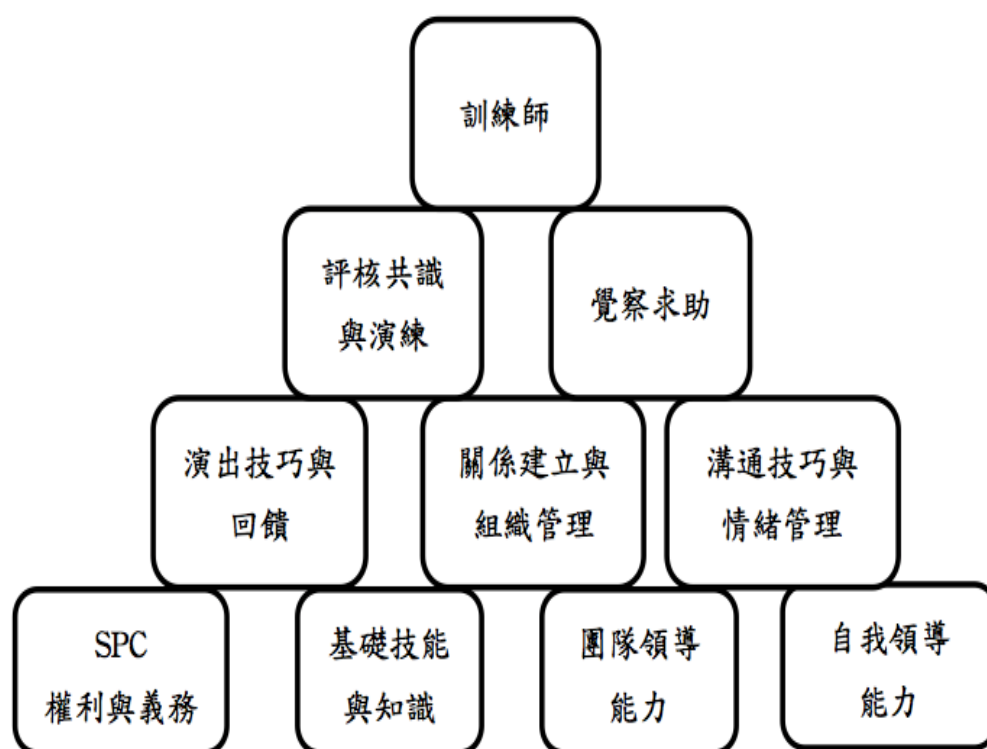 訓練師
評核共識
與演練
覺察求助
演出技巧與
回饋
關係建立與
組織管理
溝通技巧與
情緒管理
SPC
權利與義務
基礎技能
與知識
團隊領導
能力
自我領導
能力